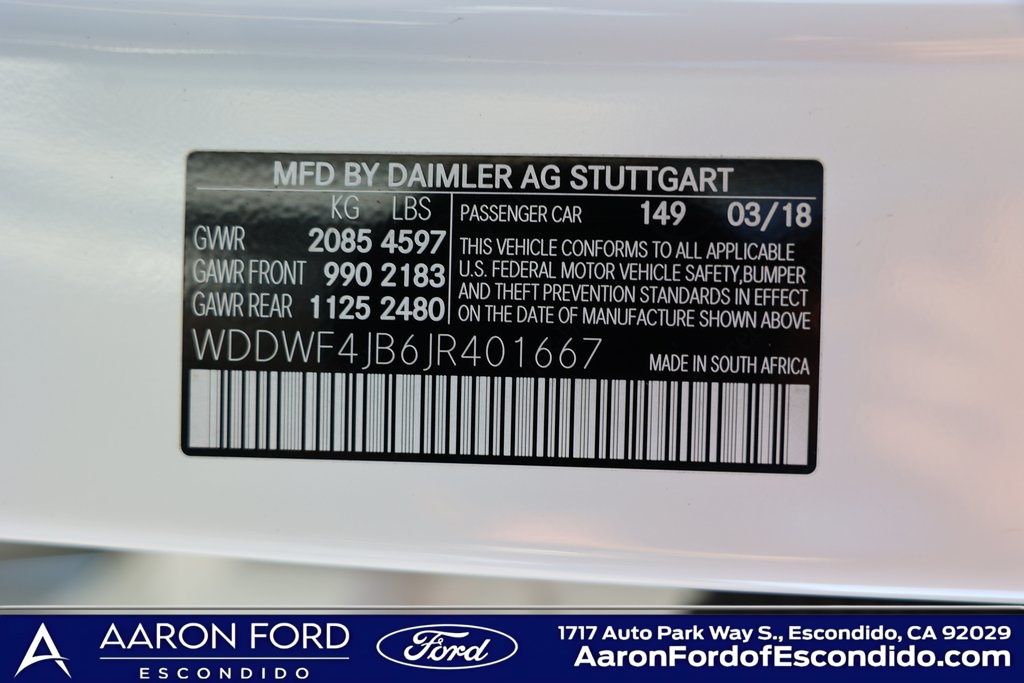 MFD BY DAIMLER AG STUTTGART
KG LBS
GVWR 2085 4597
GAWR FRONT 990 2183
GAWR REAR 1125 2480
PASSENGER CAR 149 03/18
THIS VEHICLE CONFORMS TO ALL APPLICABLE
U.S. FEDERAL MOTOR VEHICLE SAFETY,BUMPER
AND THEFT PREVENTION STANDARDS IN EFFECT
ON THE DATE OF MANUFACTURE SHOWN ABOVE
WDDWF4JB6JR401667
MADE IN SOUTH AFRICA
AARON FORD
ESCONDIDO
Ford
1717 Auto Park Way S., Escondido, CA 92029
AaronFordofEscondido.com